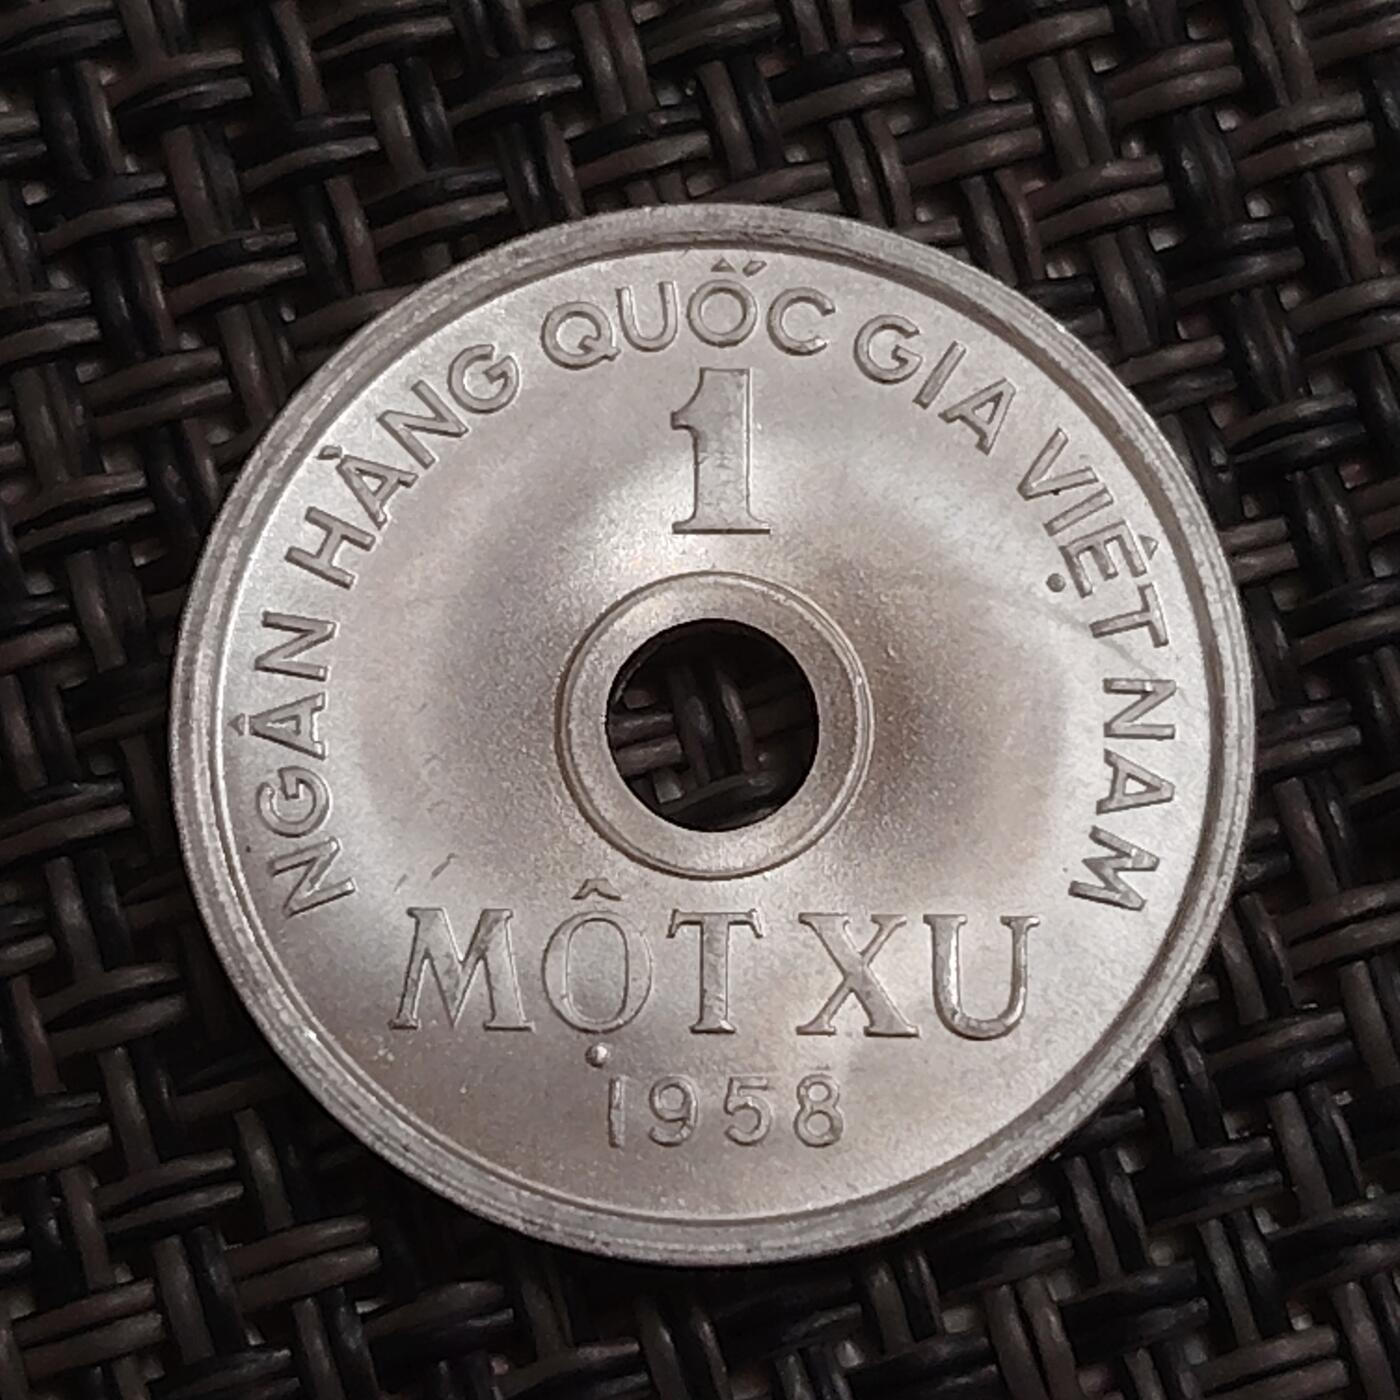 NGÂN HÀNG QUỐC GIA VIỆT NAM
1
MỘT XU
1958